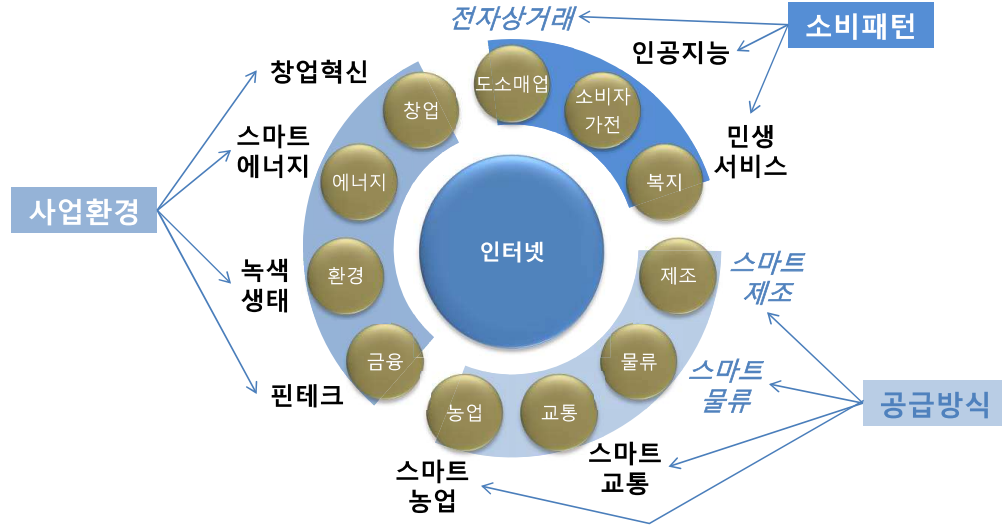 전자상거래
소비패턴
인공지능
창업혁신
도소매업
소비자
가전
창업
스마트
에너지
민생
서비스
에너지
복지
사업환경
인터넷
녹색
생태
환경
제조
스마트
제조
금융
물류
스마트
물류
핀테크
공급방식
농업
교통
스마트
교통
스마트
농업